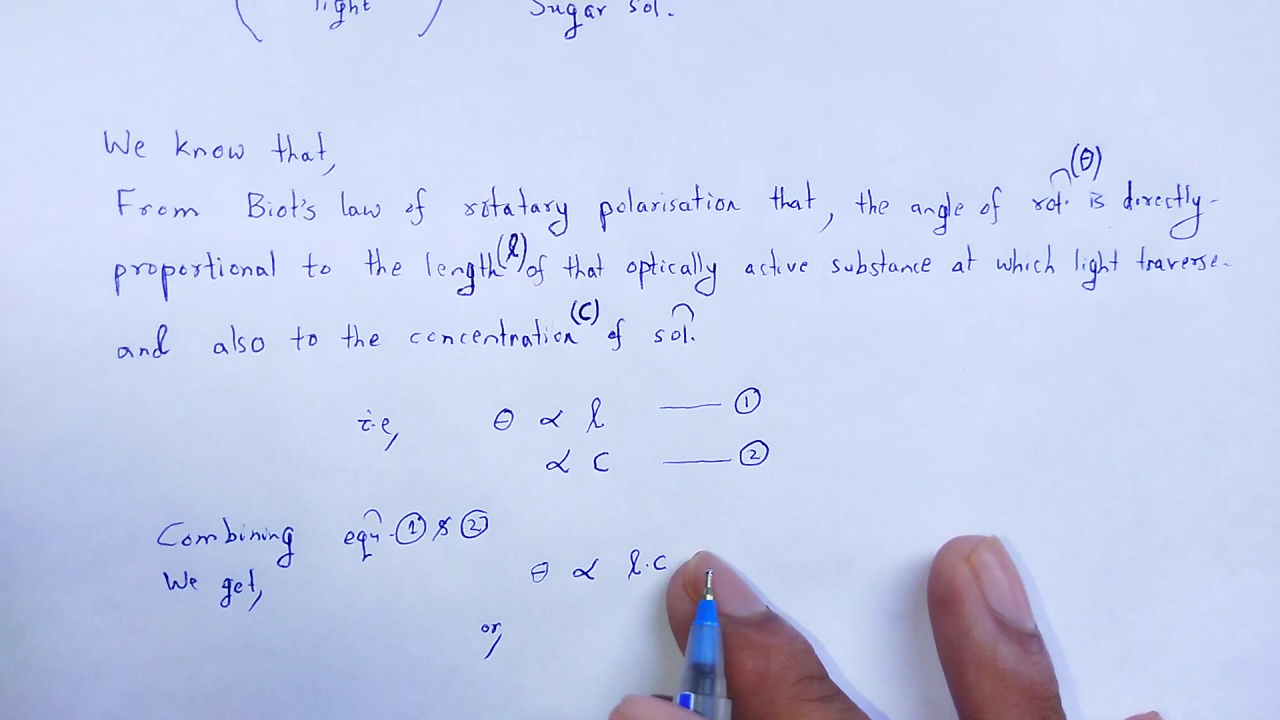 ( light ) Sugar sol.
We know that,
(θ)
From Biot's law of rotatary polarisation that, the angle of rot. is directly-
proportional to the length (l) of that optically active substance at which light traverse-
and also to the concentration (C) of sol.
i.e, θ ∝ l —— ①
∝ C —— ②
Combining eqn. ① & ②
We get, θ ∝ l.C
or,